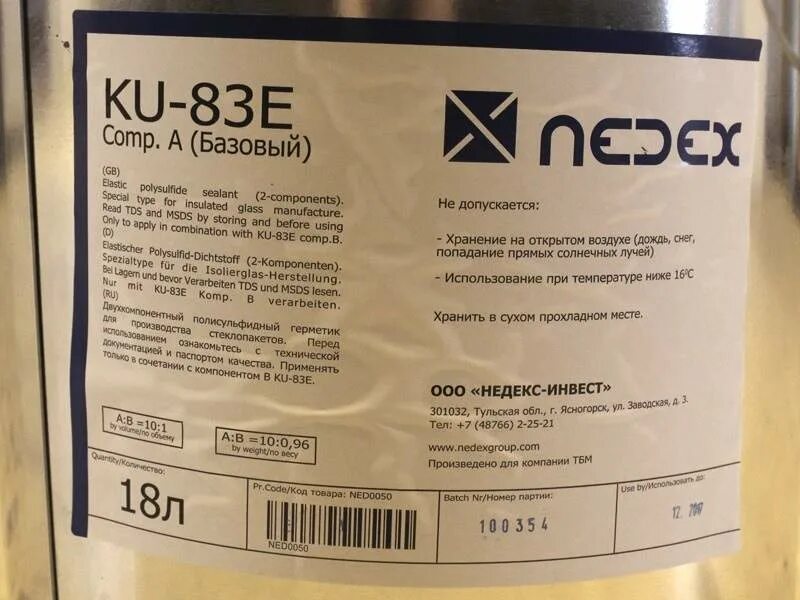 KU-83E
Comp. A (Базовый)
(GB)
Elastic polysulfide sealant (2-components).
Special type for insulated glass manufacture.
Read TDS and MSDS by storing and before using
Only to apply in combination with KU-83E comp.B.
(D)
Elastischer Polysulfid-Dichtstoff (2-Komponenten).
Spezialtype für die Isolierglas-Herstellung.
Bei Lagern und bevor Verarbeiten TDS und MSDS lesen.
Nur mit KU-83E Komp. B verarbeiten.
(RU)
Двухкомпонентный полисульфидный герметик
для производства стеклопакетов. Перед
использованием ознакомьтесь с технической
документацией и паспортом качества. Применять
только в сочетании с компонентом В KU-83E.
A:B =10:1
by volume/по объему
A:B =10:0,96
by weight/по весу
NEDEX
Не допускается:
- Хранение на открытом воздухе (дождь, снег,
попадание прямых солнечных лучей)
- Использование при температуре ниже 16⁰С
Хранить в сухом прохладном месте.
ООО «НЕДЕКС-ИНВЕСТ»
301032, Тульская обл., г. Ясногорск, ул. Заводская, д. 3.
Тел: +7 (48766) 2-25-21
www.nedexgroup.com
Произведено для компании ТБМ
Quantity/Количество:
18л
Pr.Code/Код товара: NED0050
NED0050
Batch Nr/Номер партии:
100354
Use by/Использовать до:
12. 2017